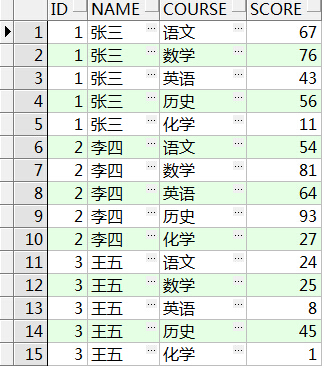 ID NAME COURSE SCORE
1 1 张三 … 语文 … 67
2 1 张三 … 数学 … 76
3 1 张三 … 英语 … 43
4 1 张三 … 历史 … 56
5 1 张三 … 化学 … 11
6 2 李四 … 语文 … 54
7 2 李四 … 数学 … 81
8 2 李四 … 英语 … 64
9 2 李四 … 历史 … 93
10 2 李四 … 化学 … 27
11 3 王五 … 语文 … 24
12 3 王五 … 数学 … 25
13 3 王五 … 英语 … 8
14 3 王五 … 历史 … 45
15 3 王五 … 化学 … 1